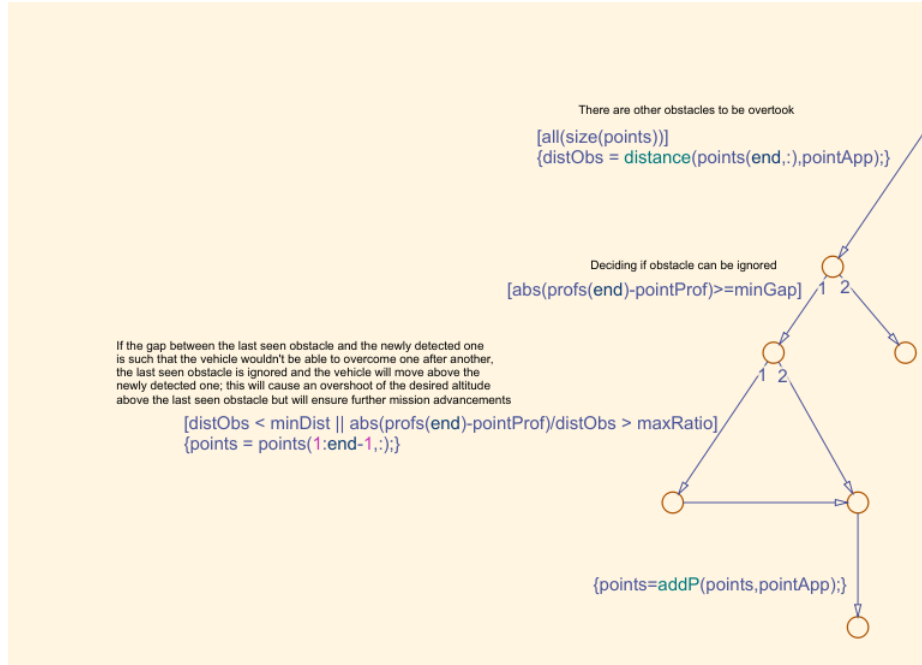 There are other obstacles to be overtook
[all(size(points))]
{distObs = distance(points(end,:),pointApp);}
Deciding if obstacle can be ignored
[abs(profs(end)-pointProf)>=minGap]
1 2
If the gap between the last seen obstacle and the newly detected one
is such that the vehicle wouldn't be able to overcome one after another,
the last seen obstacle is ignored and the vehicle will move above the
newly detected one; this will cause an overshoot of the desired altitude
above the last seen obstacle but will ensure further mission advancements
1 2
[distObs < minDist || abs(profs(end)-pointProf)/distObs > maxRatio]
{points = points(1:end-1,:);}
{points=addP(points,pointApp);}